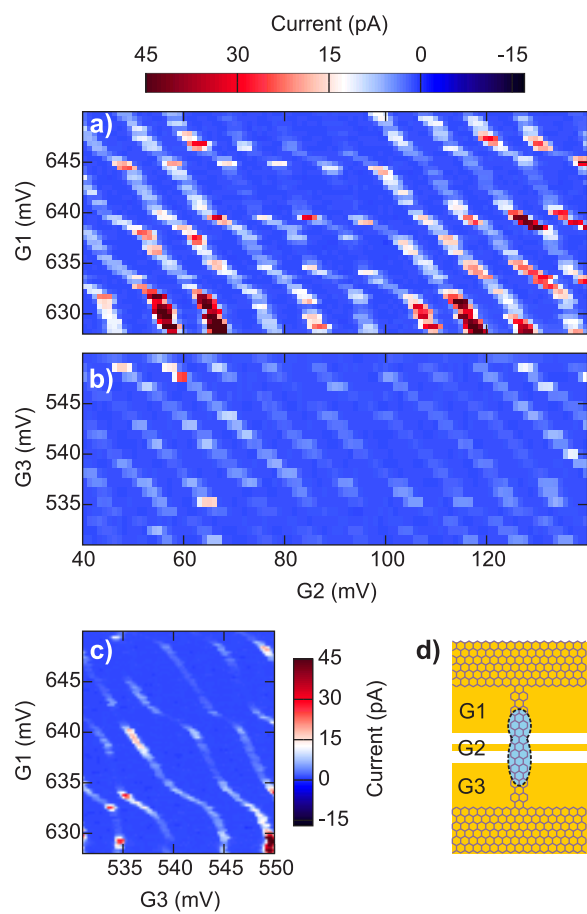 Current (pA)
45 30 15 0 -15
a)
645
640
635
630
G1 (mV)
b)
545
540
535
G3 (mV)
40 60 80 100 120
G2 (mV)
c)
645
640
635
630
G1 (mV)
535 540 545 550
G3 (mV)
45
30
15
0
-15
Current (pA)
d)
G1
G2
G3